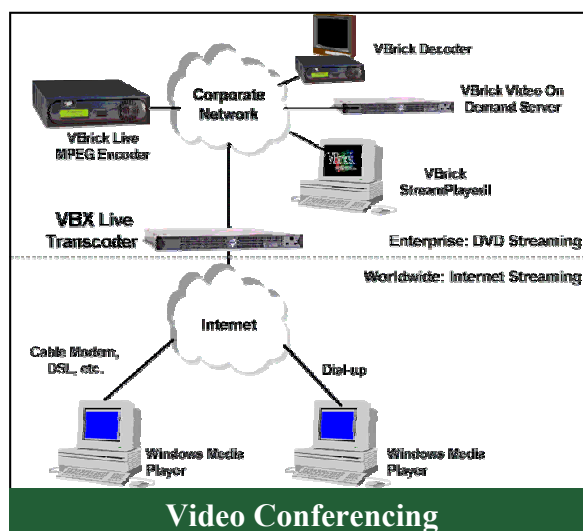 VBrick Decoder
Corporate
Network
VBrick Video On
Demand Server
VBrick Live
MPEG Encoder
VBrick
StreamPlayerII
VBX Live
Transcoder
Enterprise: DVD Streaming
Worldwide: Internet Streaming
Internet
Cable Modem,
DSL, etc.
Dial-up
Windows Media
Player
Windows Media
Player
Video Conferencing